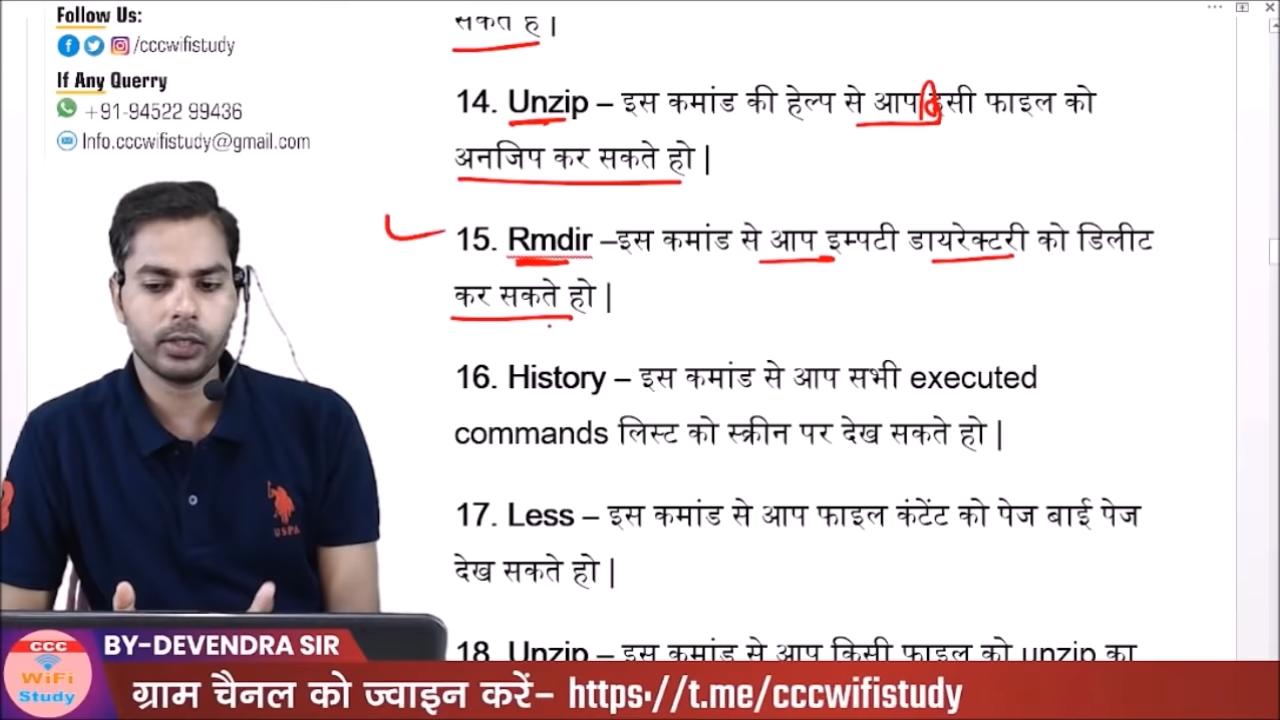 Follow Us:
/cccwifistudy
If Any Querry
+91-94522 99436
Info.cccwifistudy@gmail.com
सकते है |
14. Unzip – इस कमांड की हेल्प से आप किसी फाइल को
अनजिप कर सकते हो |
15. Rmdir –इस कमांड से आप इम्पटी डायरेक्टरी को डिलीट
कर सकते हो |
16. History – इस कमांड से आप सभी executed
commands लिस्ट को स्क्रीन पर देख सकते हो |
17. Less – इस कमांड से आप फाइल कंटेंट को पेज बाई पेज
देख सकते हो |
18. Unzip – इस कमांड से आप किसी फाइल को unzip का
USPA
CCC
WiFi
Study
BY-DEVENDRA SIR
ग्राम चैनल को ज्वाइन करें– https://t.me/cccwifistudy